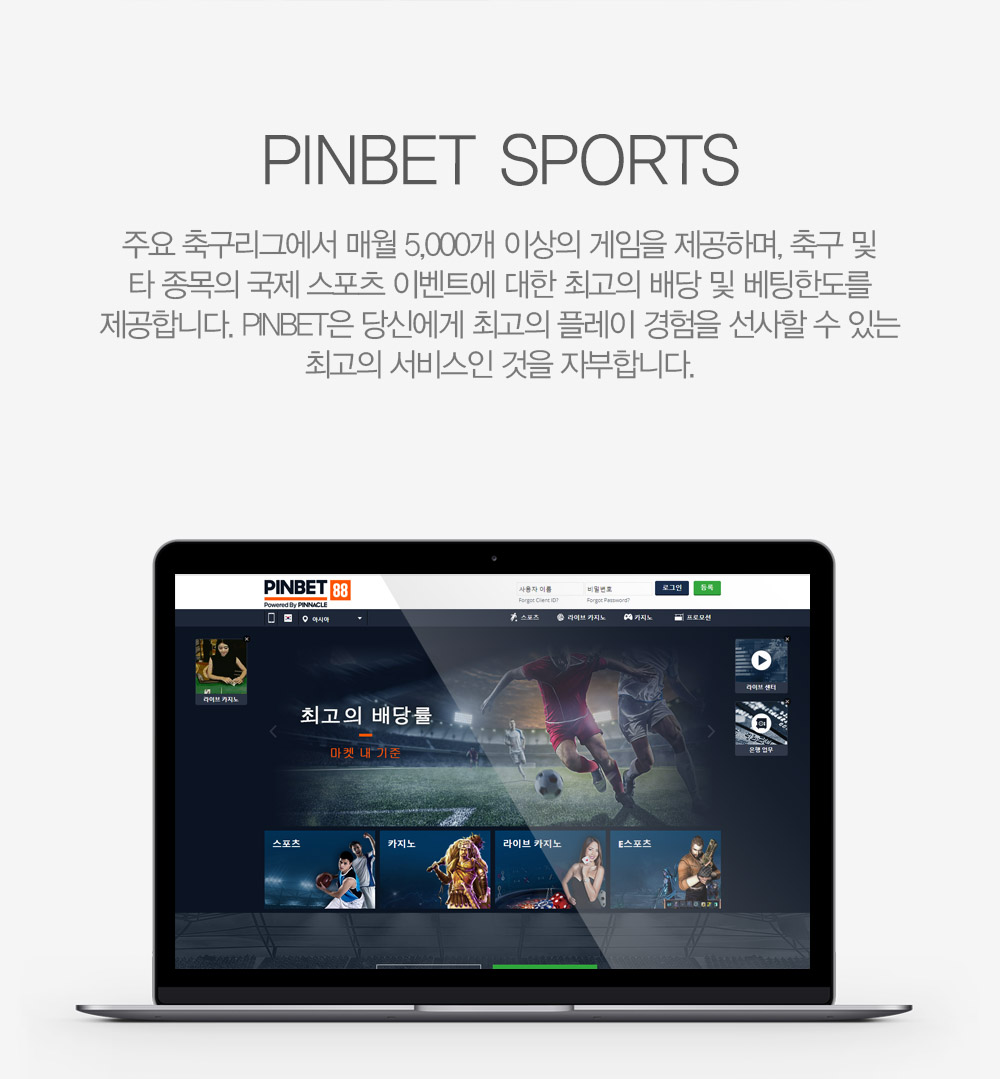 PINBET SPORTS
주요 축구리그에서 매월 5,000개 이상의 게임을 제공하며, 축구 및
타 종목의 국제 스포츠 이벤트에 대한 최고의 배당 및 베팅한도를
제공합니다. PINBET은 당신에게 최고의 플레이 경험을 선사할 수 있는
최고의 서비스인 것을 자부합니다.
PINBET 88
Powered By PINNACLE
사용자 이름
비밀번호
로그인
등록
Forgot Client ID?
Forgot Password?
아시아
스포츠
라이브 카지노
카지노
프로모션
라이브 카지노
라이브 센터
은행 업무
최고의 배당률
마켓 내 기준
스포츠
카지노
라이브 카지노
E스포츠